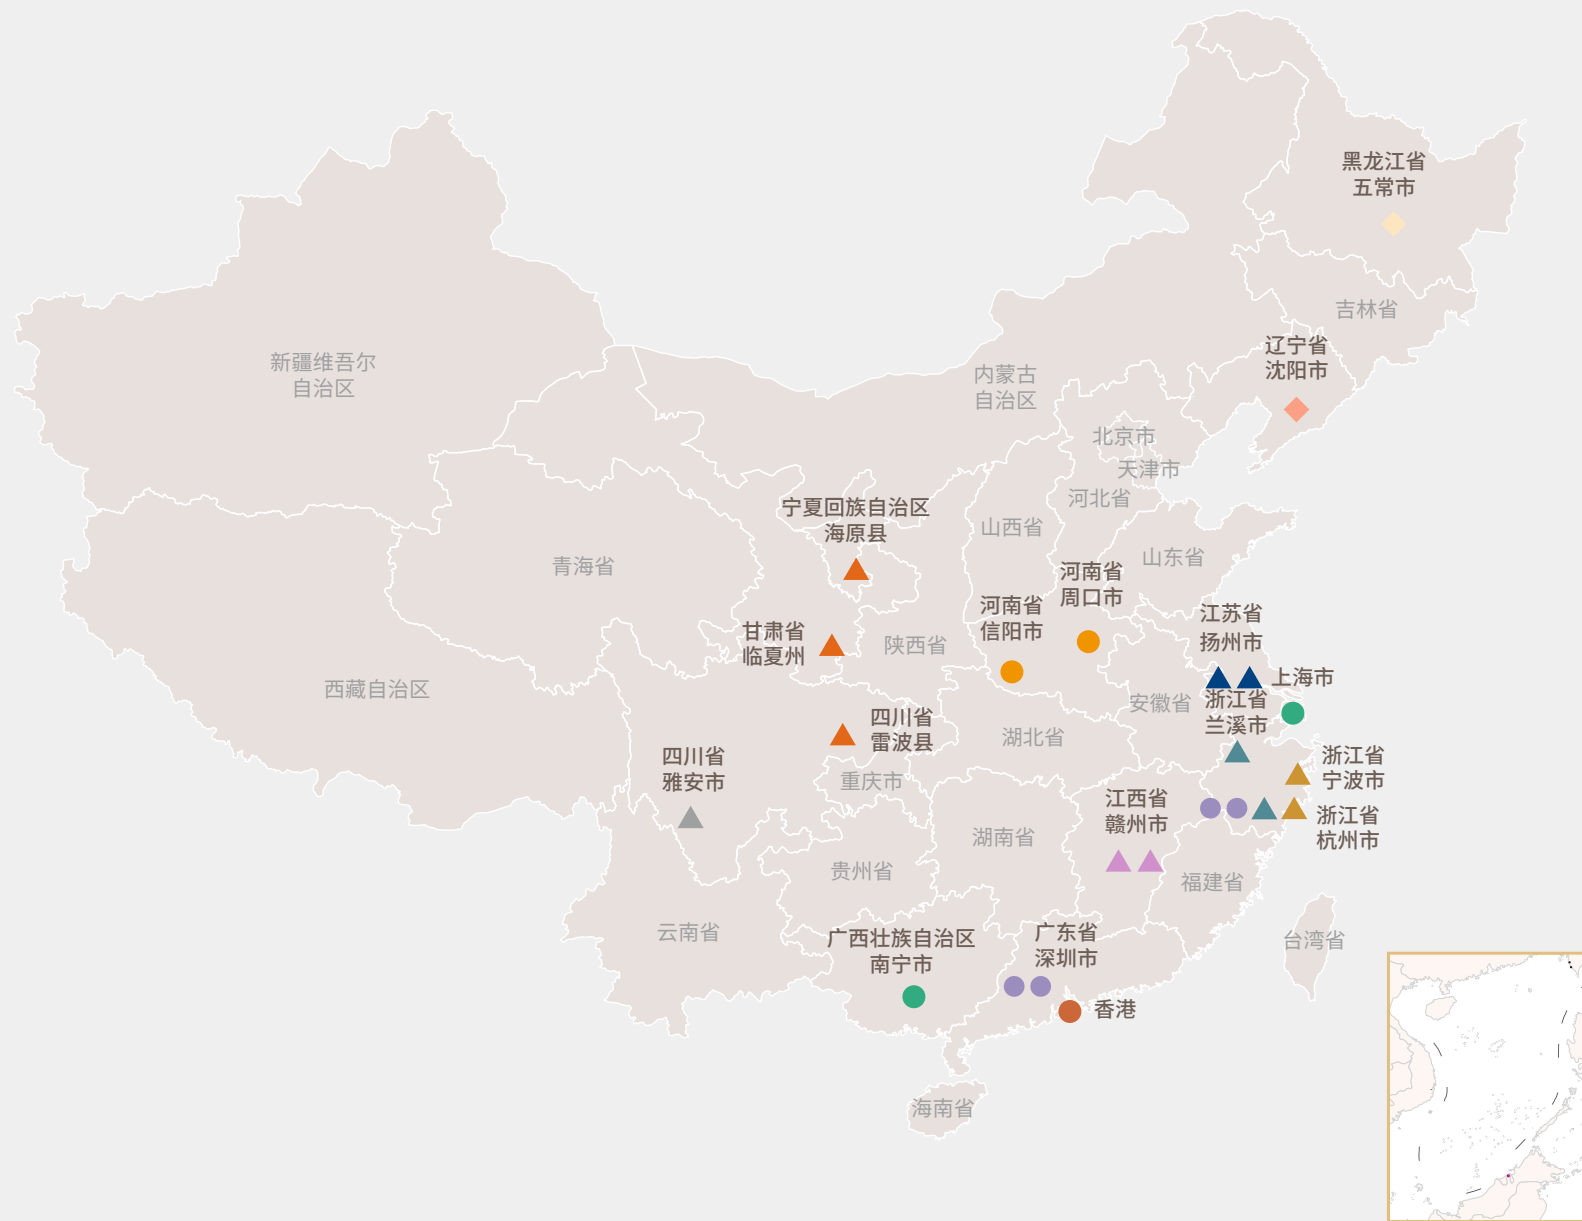 黑龙江省
五常市
吉林省
辽宁省
沈阳市
新疆维吾尔
自治区
内蒙古
自治区
北京市
天津市
河北省
宁夏回族自治区
海原县
山西省
山东省
青海省
河南省
周口市
河南省
信阳市
江苏省
扬州市
甘肃省
临夏州
陕西省
上海市
西藏自治区
安徽省
浙江省
兰溪市
四川省
雷波县
湖北省
四川省
雅安市
重庆市
浙江省
宁波市
江西省
赣州市
浙江省
杭州市
湖南省
贵州省
福建省
云南省
广西壮族自治区
南宁市
广东省
深圳市
台湾省
香港
海南省